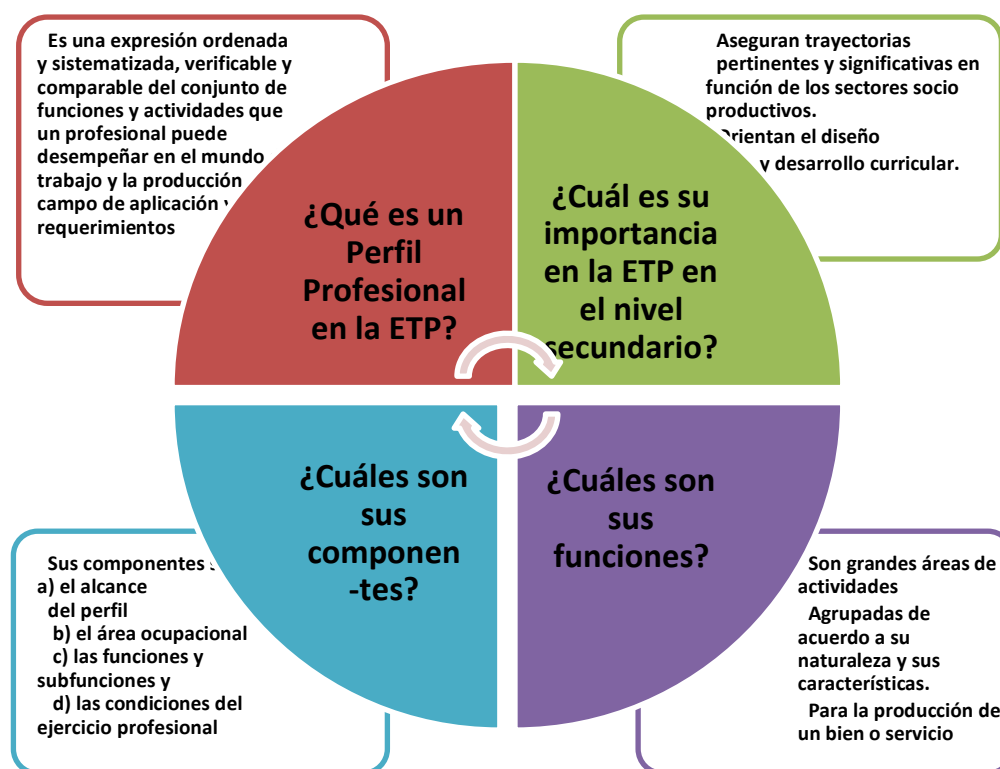 Es una expresión ordenada
y sistematizada, verificable y
comparable del conjunto de
funciones y actividades que
un profesional puede
desempeñar en el mundo
trabajo y la producción
campo de aplicación
requerimientos
¿Qué es un
Perfil
Profesional
en la ETP?
Aseguran trayectorias
pertinentes y significativas en
función de los sectores socio
productivos.
Orientan el diseño
y desarrollo curricular.
¿Cuál es su
importancia
en la ETP en
el nivel
secundario?
Sus componentes
a) el alcance
del perfil
b) el área ocupacional
c) las funciones y
subfunciones y
d) las condiciones del
ejercicio profesional
¿Cuáles son
sus
componen
-tes?
¿Cuáles son
sus
funciones?
Son grandes áreas de
actividades
Agrupadas de
acuerdo a su
naturaleza y sus
características.
Para la producción de
un bien o servicio